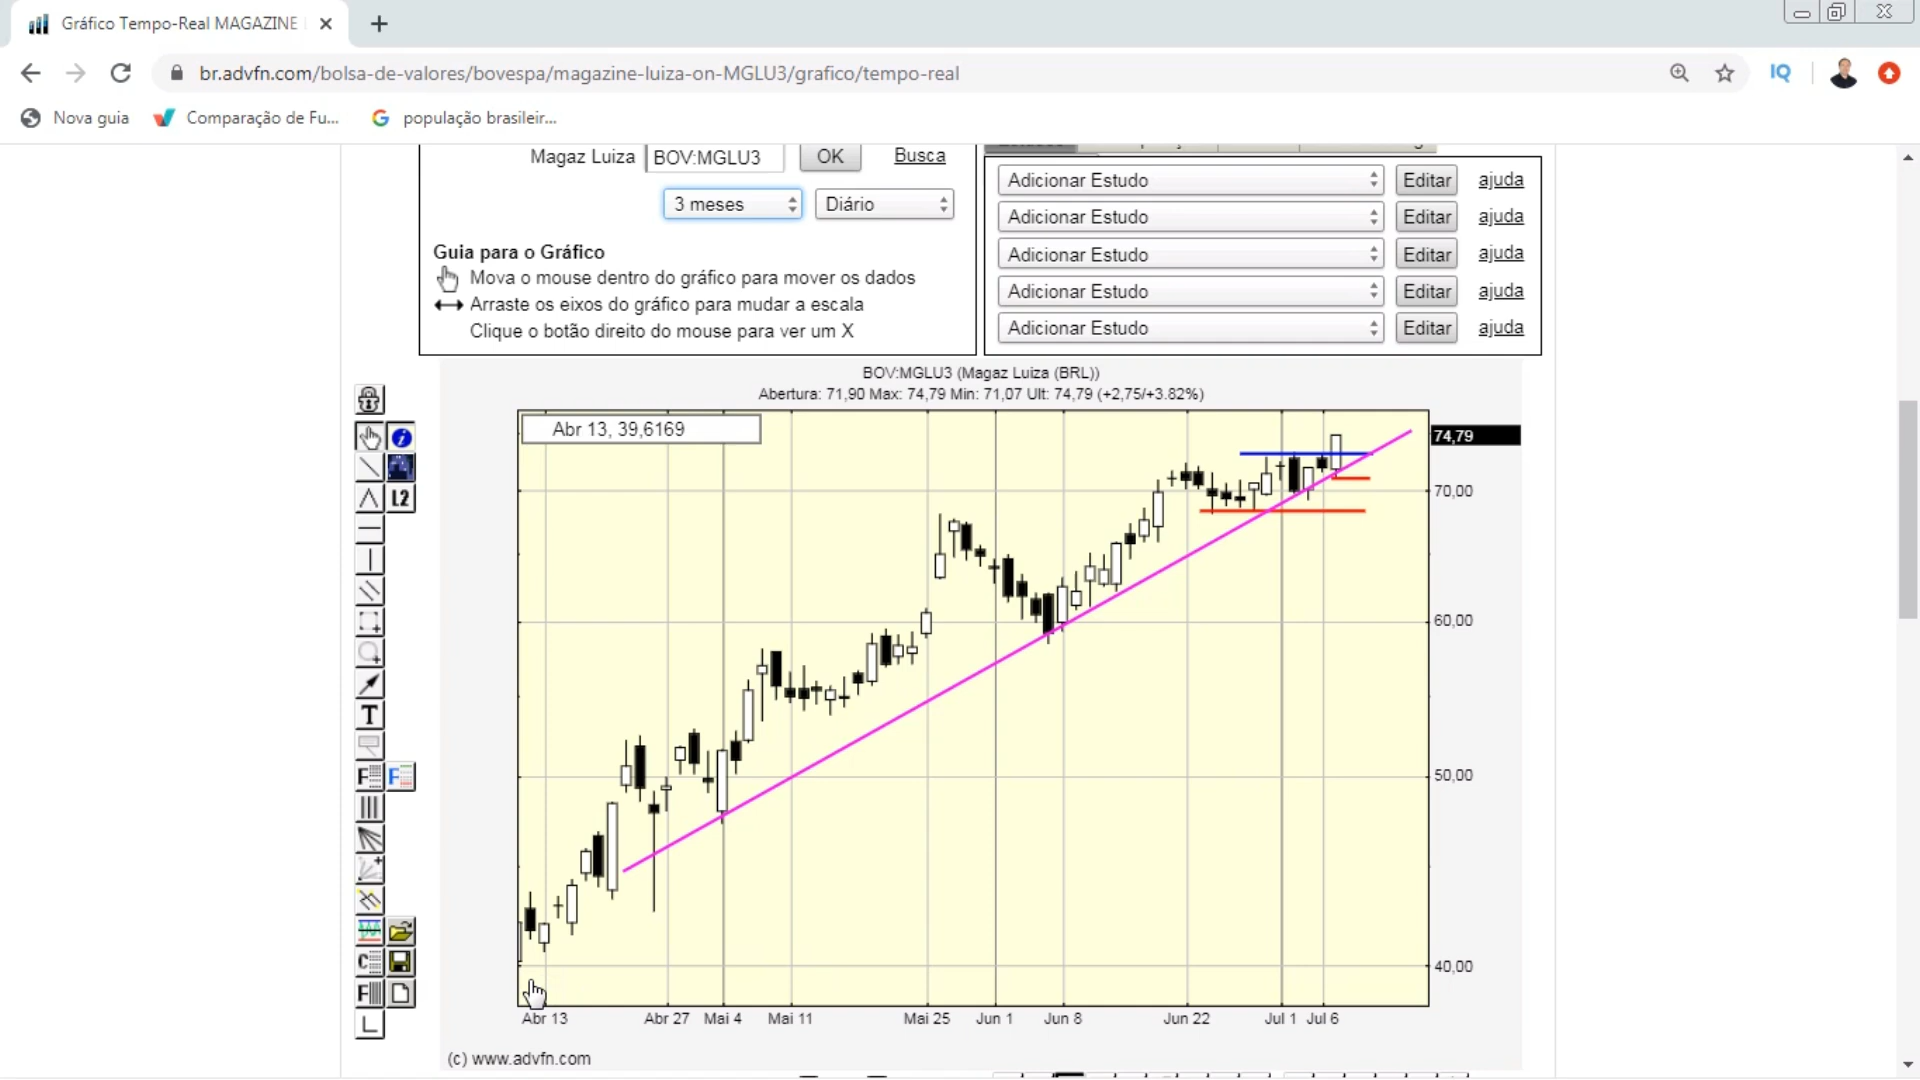 Gráfico Tempo-Real MAGAZINE
br.advfn.com/bolsa-de-valores/bovespa/magazine-luiza-on-MGLU3/grafico/tempo-real
IQ
Nova guia
Comparação de Fu...
população brasileir...
Magaz Luiza
BOV:MGLU3
OK
Busca
3 meses
Diário
Guia para o Gráfico
Mova o mouse dentro do gráfico para mover os dados
Arraste os eixos do gráfico para mudar a escala
Clique o botão direito do mouse para ver um X
Adicionar Estudo Editar ajuda
Adicionar Estudo Editar ajuda
Adicionar Estudo Editar ajuda
Adicionar Estudo Editar ajuda
Adicionar Estudo Editar ajuda
BOV:MGLU3 (Magaz Luiza (BRL))
Abertura: 71,90 Max: 74,79 Min: 71,07 Ult: 74,79 (+2,75/+3.82%)
Abr 13, 39,6169
74,79
70,00
60,00
50,00
40,00
L2
T
F
F
C
F
Abr 13 Abr 27 Mai 4 Mai 11 Mai 25 Jun 1 Jun 8 Jun 22 Jul 1 Jul 6
(c) www.advfn.com